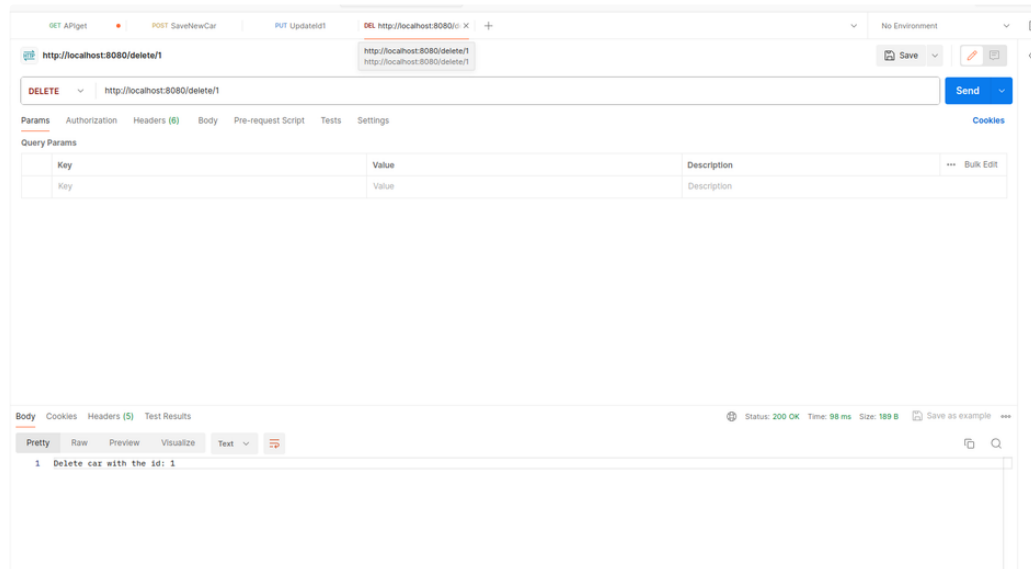 GET APIget
POST SaveNewCar
PUT UpdateId1
DEL http://localhost:8080/d
No Environment
http://localhost:8080/delete/1
http://localhost:8080/delete/1
http://localhost:8080/delete/1
Save
DELETE http://localhost:8080/delete/1
Send
Params Authorization Headers (6) Body Pre-request Script Tests Settings Cookies
Query Params
Key Value Description ••• Bulk Edit
Key Value Description
Body Cookies Headers (5) Test Results Status: 200 OK Time: 98 ms Size: 189 B Save as example •••
Pretty Raw Preview Visualize Text
1 Delete car with the id: 1